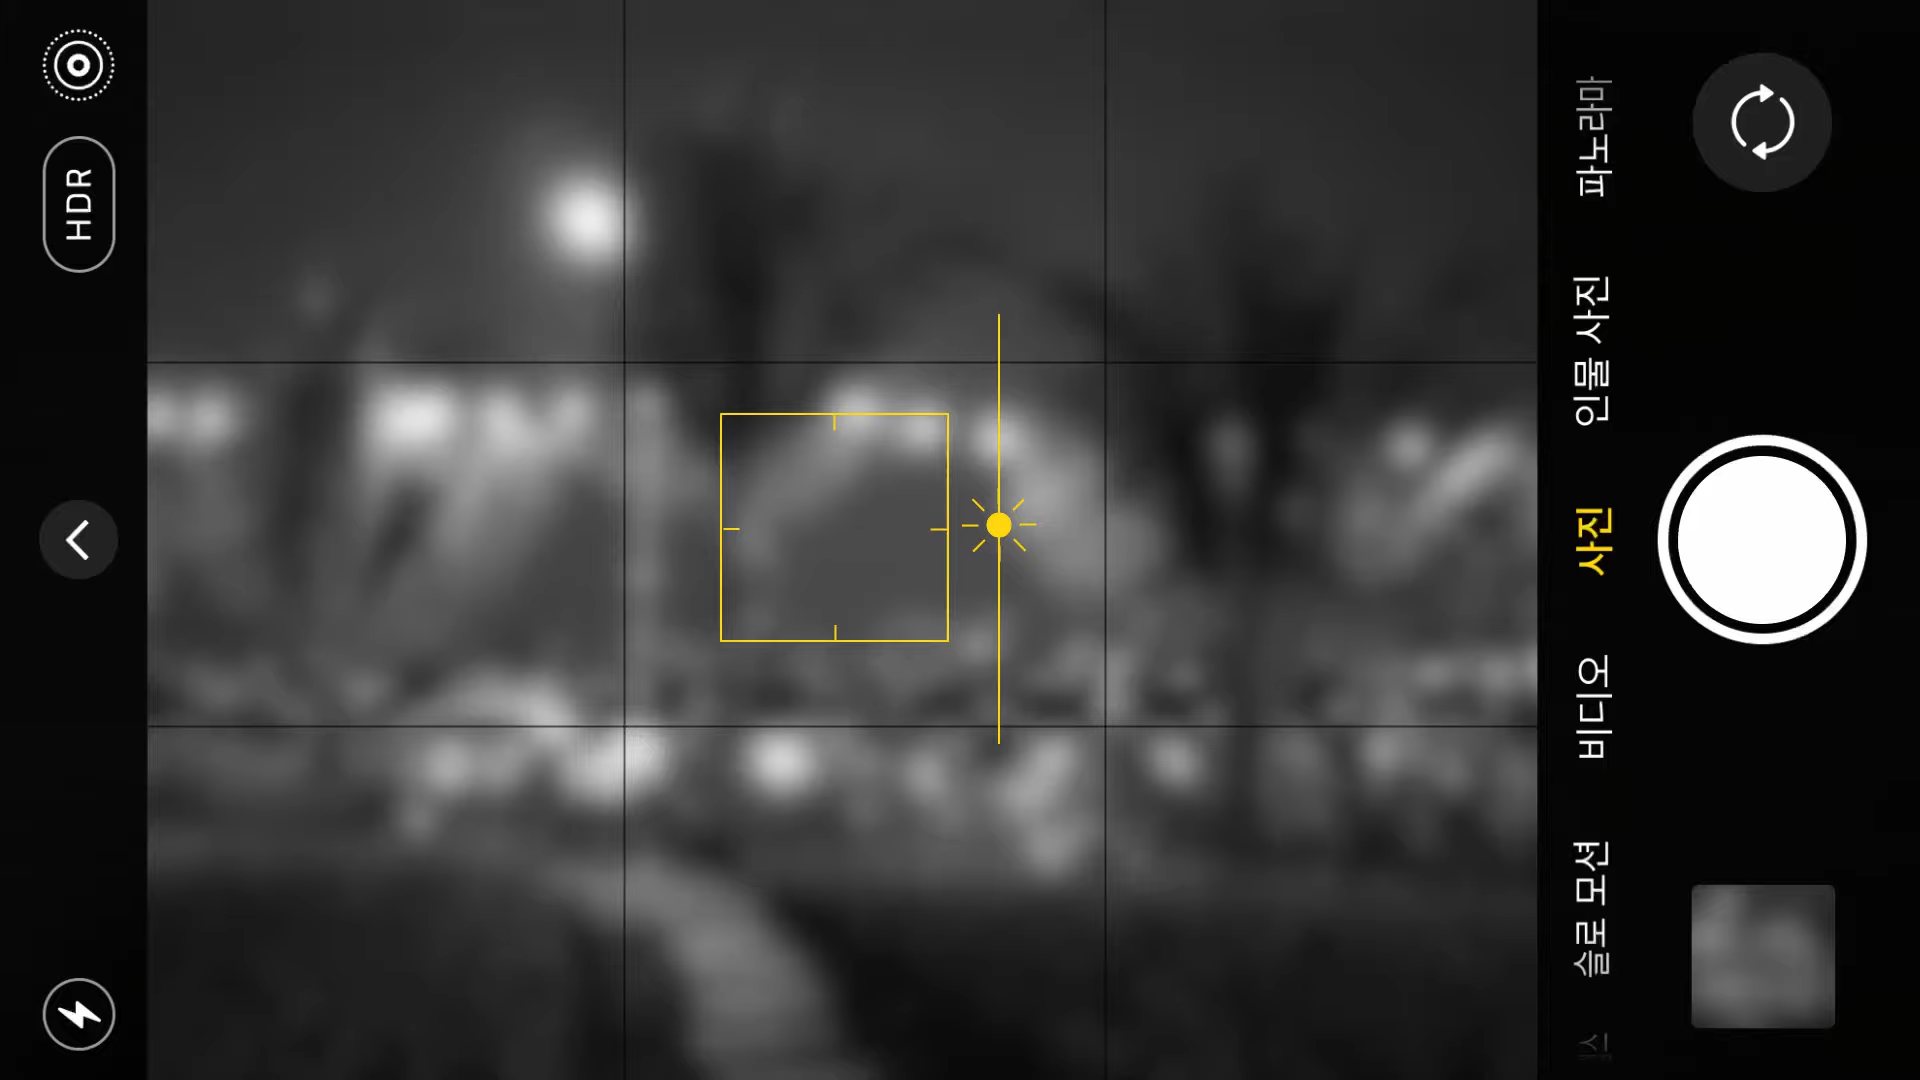 HDR
파노라마
인물 사진
사진
비디오
슬로 모션